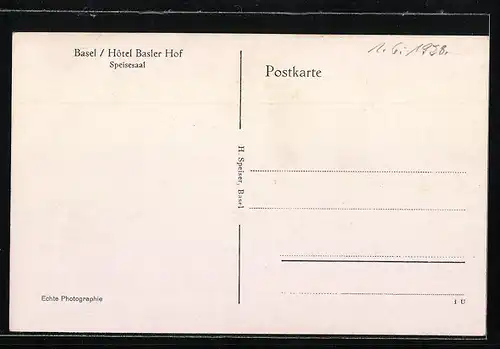 Basel / Hôtel Basler Hof
Speisesaal
1. 6. 1938.
Postkarte
H. Speiser, Basel
Echte Photographie